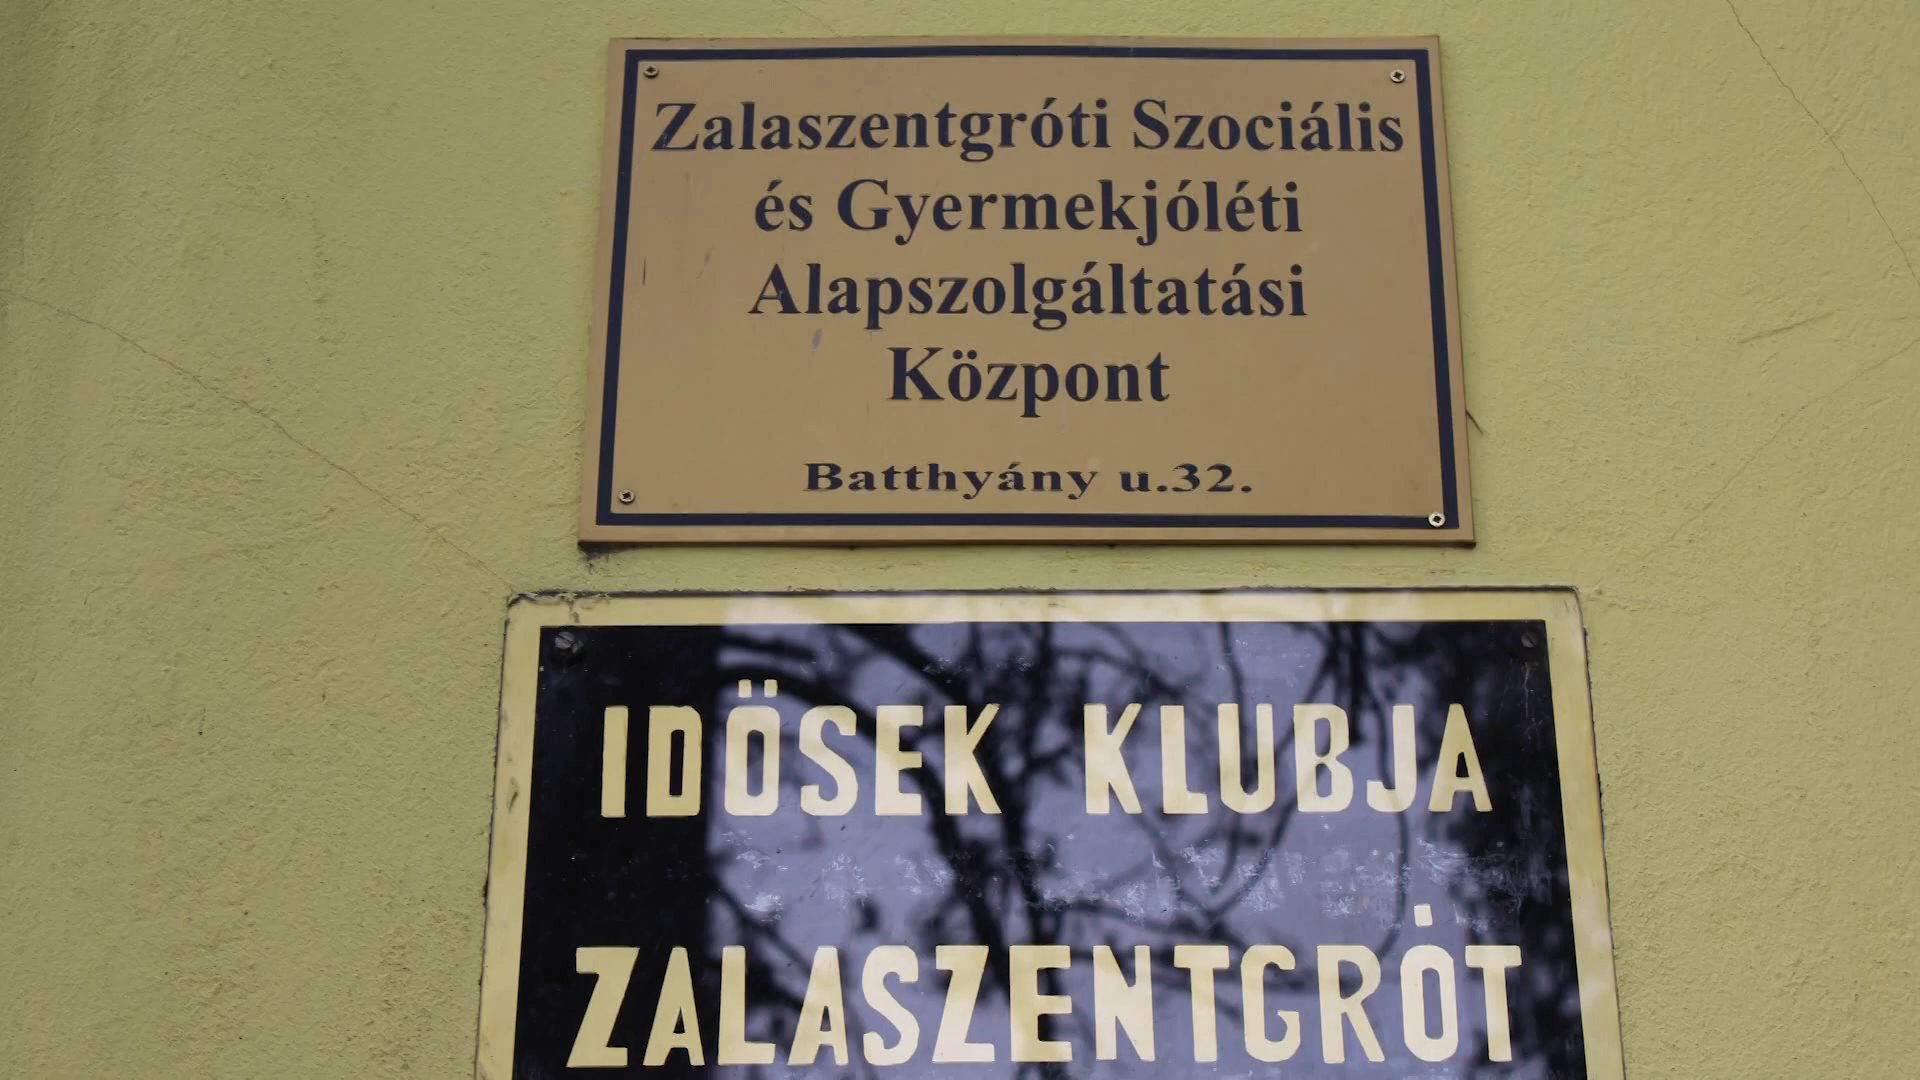 Zalaszentgróti Szociális
és Gyermekjóléti
Alapszolgáltatási
Központ
Batthyány u.32.
IDÖSEK KLUBJA
ZALASZENTGRÓT